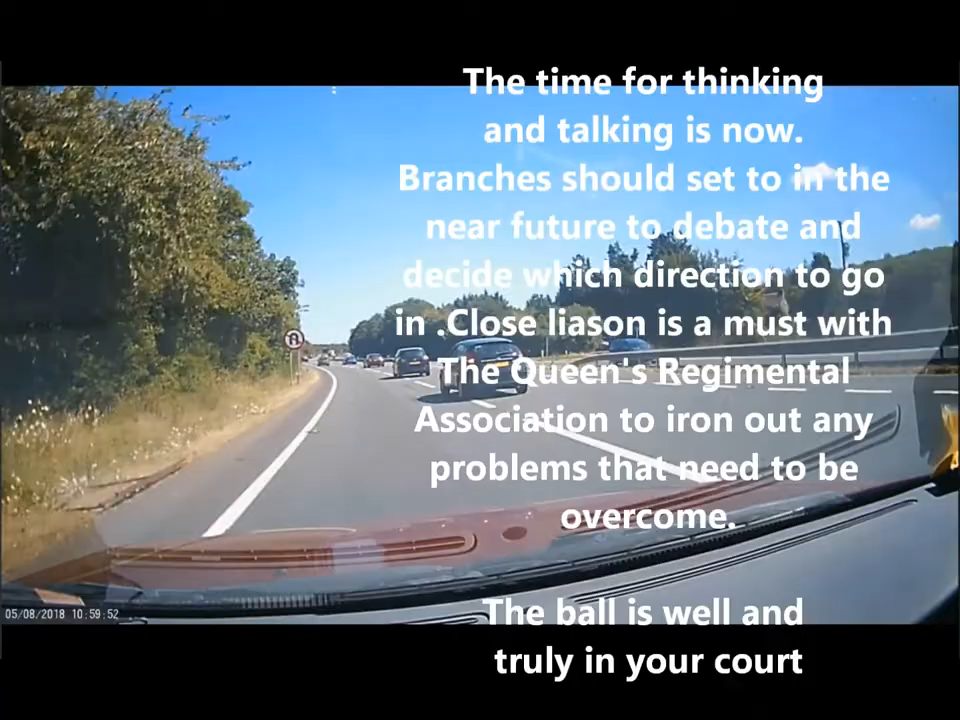 The time for thinking
and talking is now.
Branches should set to in the
near future to debate and
decide which direction to go
in .Close liason is a must with
The Queen's Regimental
Association to iron out any
problems that need to be
overcome.
The ball is well and
truly in your court
05/08/2018 10:59:52